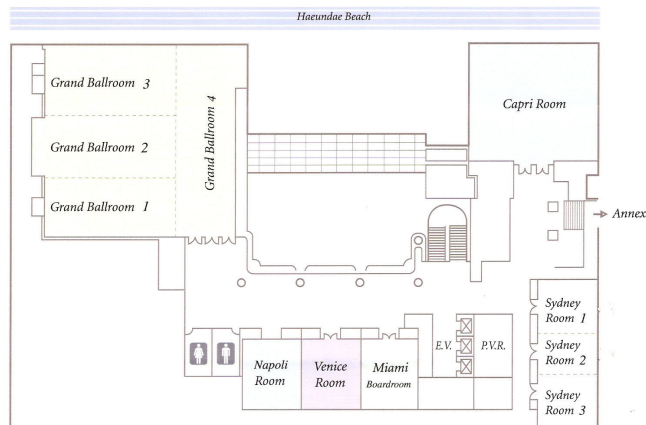 Haeundae Beach
Grand Ballroom 3
Grand Ballroom 2
Grand Ballroom 1
Grand Ballroom 4
Capri Room
Annex
Sydney
Room 1
Sydney
Room 2
Sydney
Room 3
Napoli
Room
Venice
Room
Miami
Boardroom
E.V.
P.V.R.